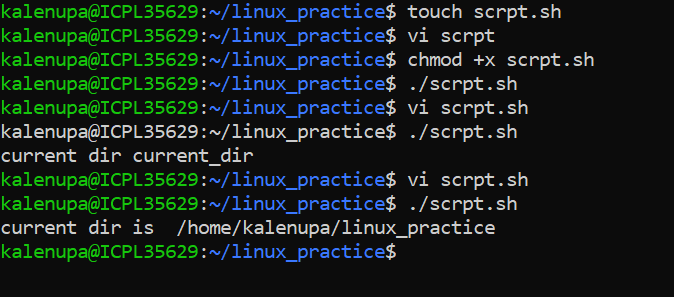 kalenupa@ICPL35629:~/linux_practice$ touch scrpt.sh
kalenupa@ICPL35629:~/linux_practice$ vi scrpt
kalenupa@ICPL35629:~/linux_practice$ chmod +x scrpt.sh
kalenupa@ICPL35629:~/linux_practice$ ./scrpt.sh
kalenupa@ICPL35629:~/linux_practice$ vi scrpt.sh
kalenupa@ICPL35629:~/linux_practice$ ./scrpt.sh
current dir current_dir
kalenupa@ICPL35629:~/linux_practice$ vi scrpt.sh
kalenupa@ICPL35629:~/linux_practice$ ./scrpt.sh
current dir is  /home/kalenupa/linux_practice
kalenupa@ICPL35629:~/linux_practice$